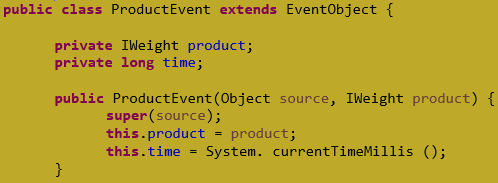 public class ProductEvent extends EventObject {
private IWeight product;
private long time;
public ProductEvent(Object source, IWeight product) {
super(source);
this.product = product;
this.time = System. currentTimeMillis ();
}